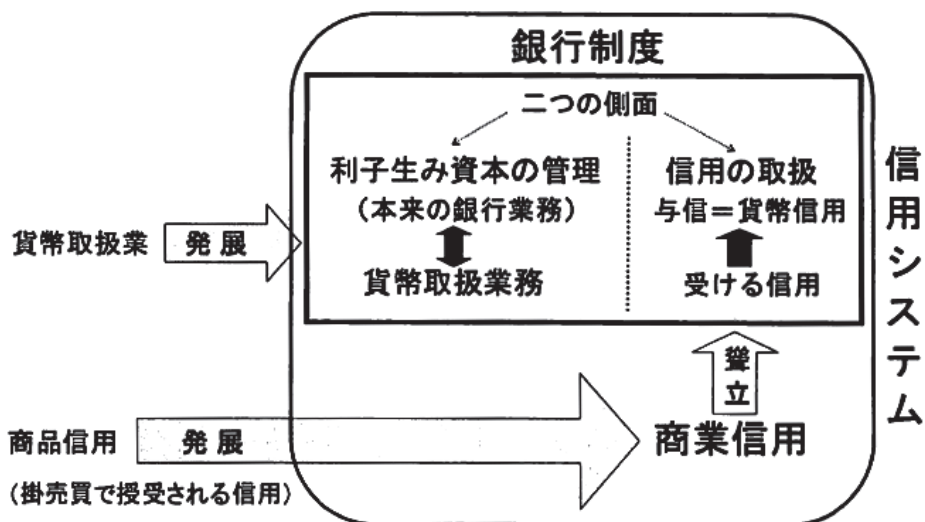 銀行制度
二つの側面
利子生み資本の管理
(本来の銀行業務)
貨幣取扱業務
信用の取扱
与信=貨幣信用
受ける信用
貨幣取扱業
発展
聳立
商品信用
発展
商業信用
(掛売買で授受される信用)
信用システム